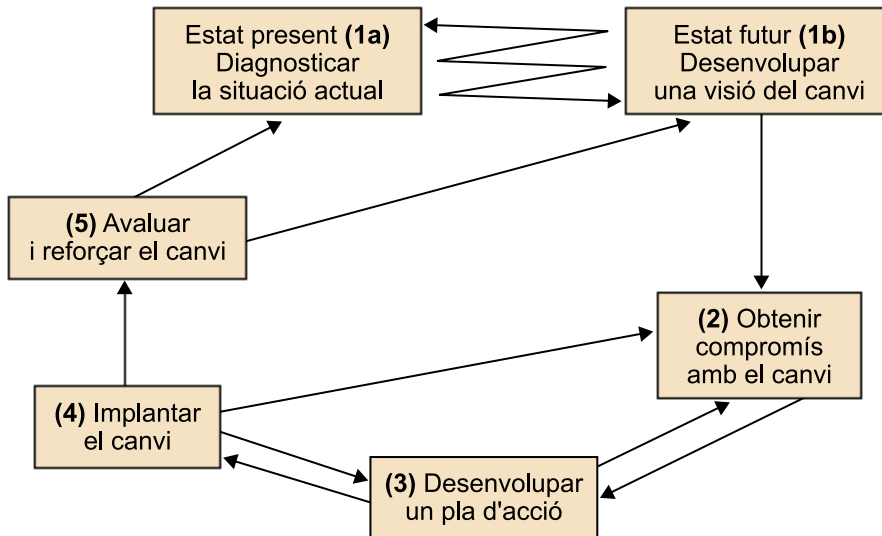 Estat present (1a)
Diagnosticar
la situació actual
Estat futur (1b)
Desenvolupar
una visió del canvi
(5) Avaluar
i reforçar el canvi
(2) Obtenir
compromís
amb el canvi
(4) Implantar
el canvi
(3) Desenvolupar
un pla d'acció